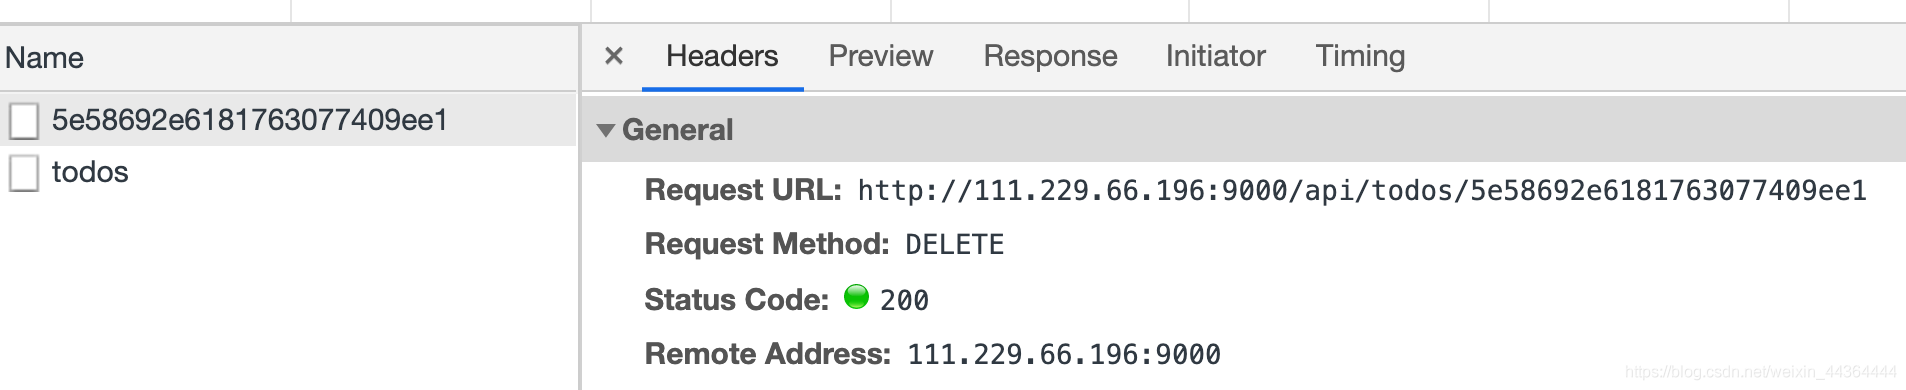 Name
5e58692e6181763077409ee1
todos
× Headers Preview Response Initiator Timing
General
Request URL: http://111.229.66.196:9000/api/todos/5e58692e6181763077409ee1
Request Method: DELETE
Status Code: 200
Remote Address: 111.229.66.196:9000
https://blog.csdn.net/weixin_44364444